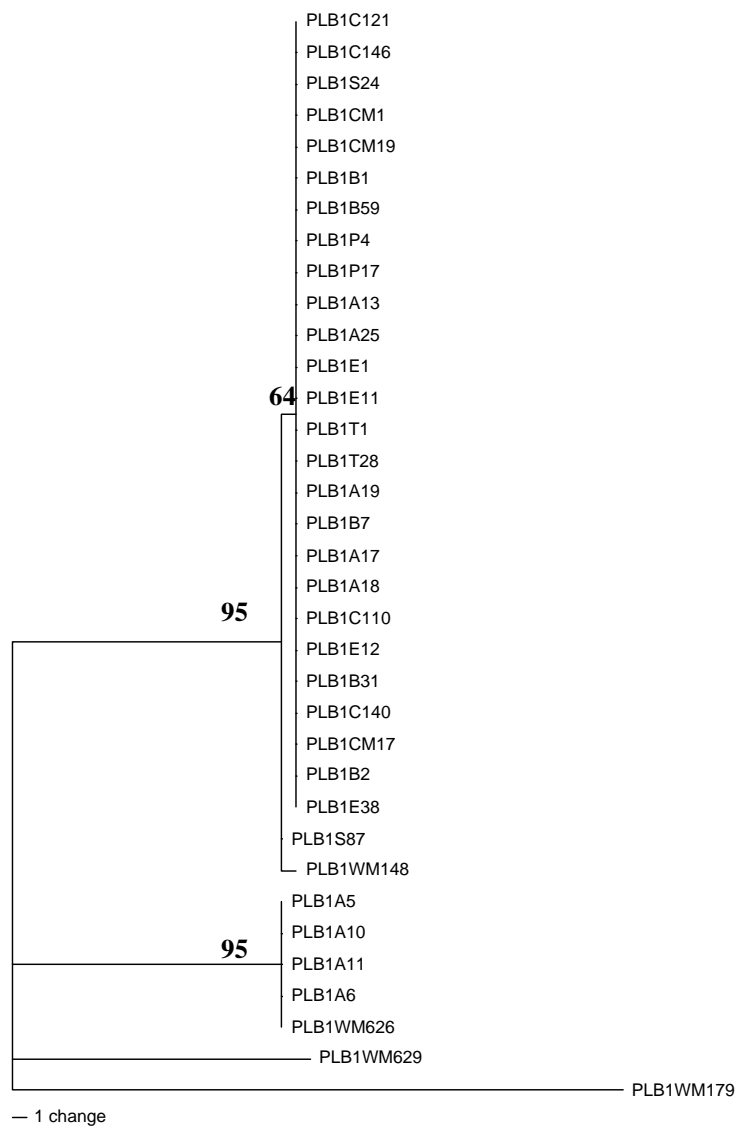 PLB1C121
PLB1C146
PLB1S24
PLB1CM1
PLB1CM19
PLB1B1
PLB1B59
PLB1P4
PLB1P17
PLB1A13
PLB1A25
PLB1E1
64
PLB1E11
PLB1T1
PLB1T28
PLB1A19
PLB1B7
PLB1A17
PLB1A18
95
PLB1C110
PLB1E12
PLB1B31
PLB1C140
PLB1CM17
PLB1B2
PLB1E38
PLB1S87
PLB1WM148
PLB1A5
PLB1A10
95
PLB1A11
PLB1A6
PLB1WM626
PLB1WM629
PLB1WM179
1 change